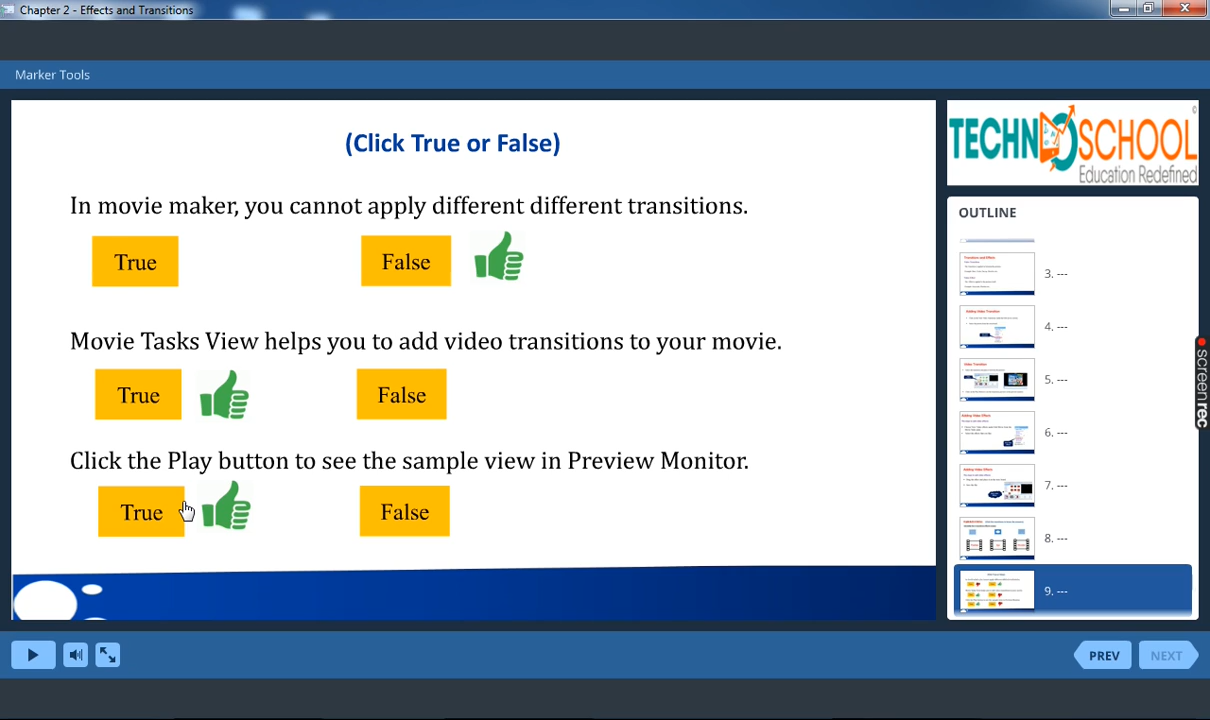 Chapter 2 - Effects and Transitions
Marker Tools
(Click True or False)
In movie maker, you cannot apply different different transitions.
True
False
Movie Tasks View helps you to add video transitions to your movie.
True
False
Click the Play button to see the sample view in Preview Monitor.
True
False
TECHNOSCHOOL
©
Education Redefined
OUTLINE
3. ---
4. ---
5. ---
6. ---
7. ---
8. ---
9. ---
screenrec
PREV
NEXT